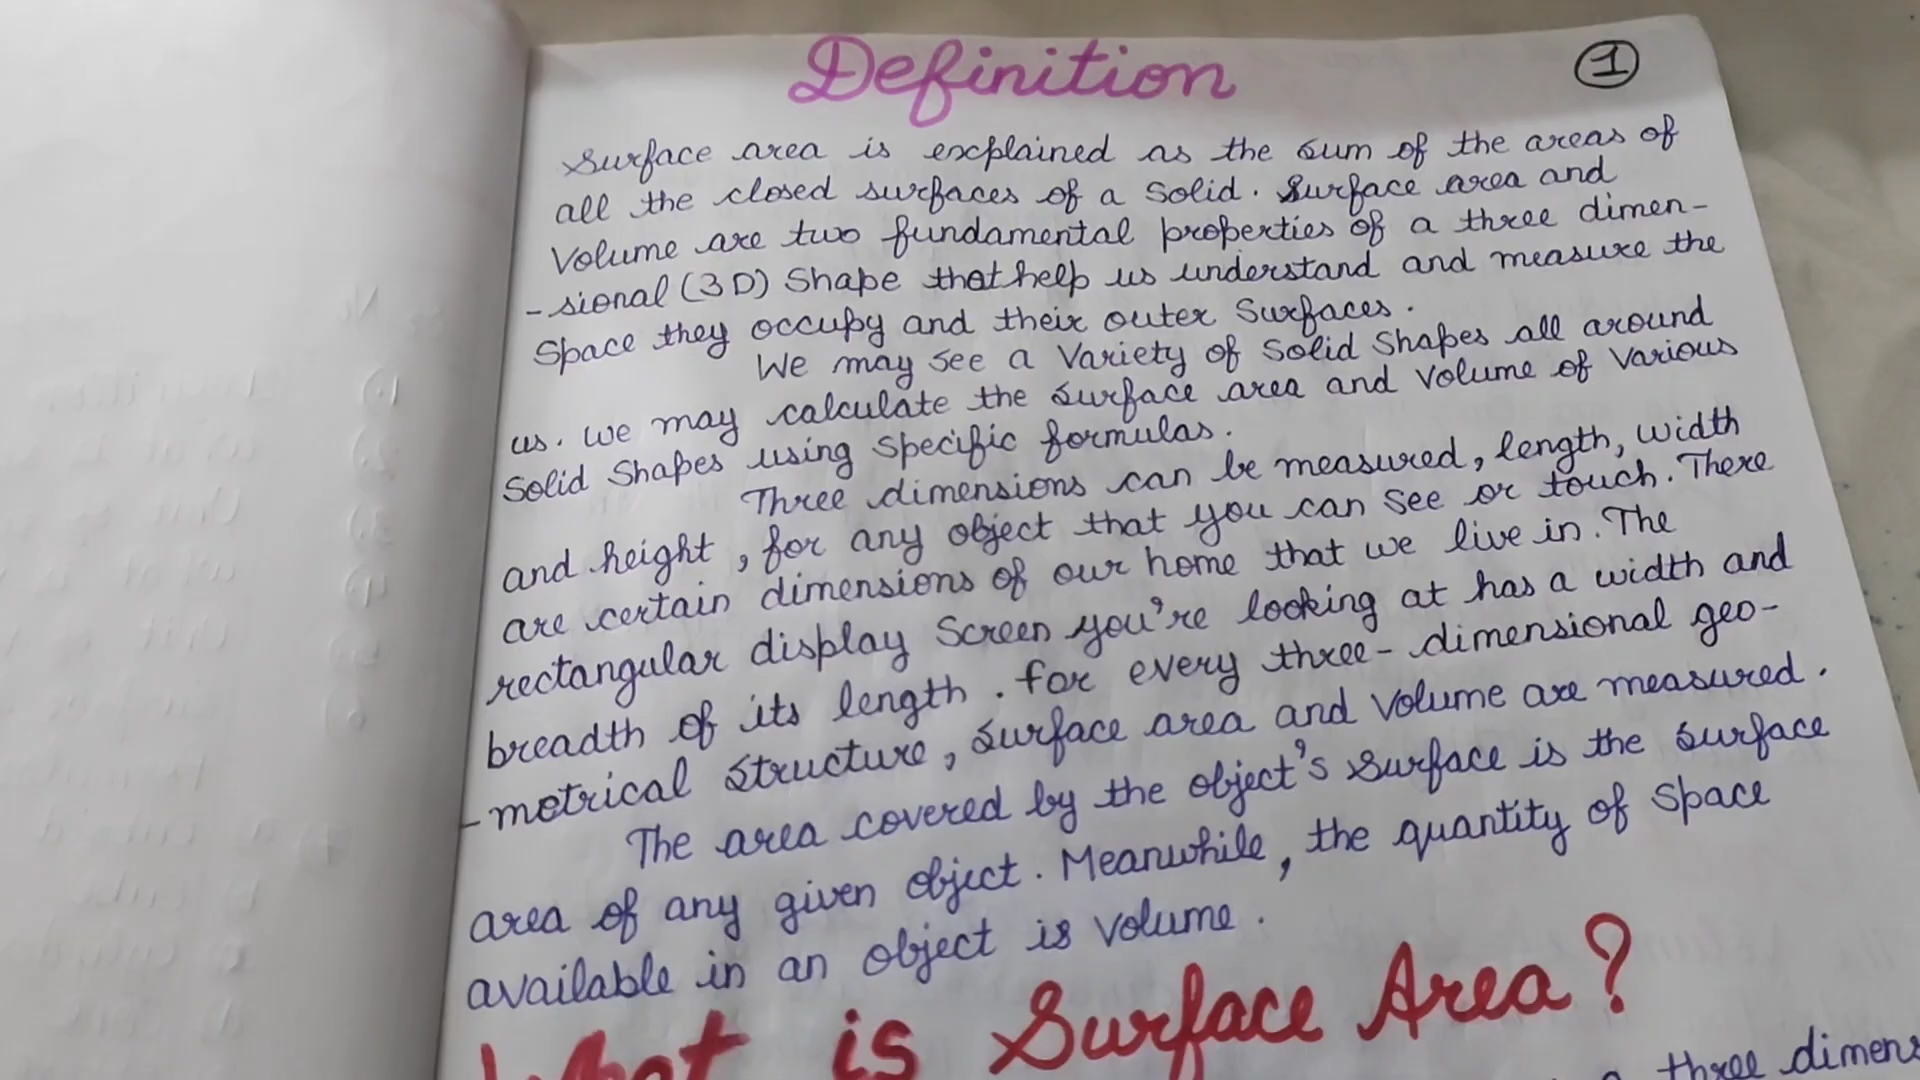 Definition
1
Surface area is explained as the sum of the areas of
all the closed surfaces of a solid. Surface area and
Volume are two fundamental properties of a three dimen-
-sional (3D) Shape that help us understand and measure the
Space they occupy and their outer Surfaces.
We may see a Variety of Solid Shapes all around
us. we may calculate the surface area and volume of various
Solid Shapes using specific formulas.
Three dimensions can be measured, length, width
and height, for any object that you can see or touch. There
are certain dimensions of our home that we live in. The
rectangular display Screen you're looking at has a width and
breadth of its length. for every three-dimensional geo-
-metrical structure, surface area and volume are measured.
The area covered by the object's surface is the surface
area of any given object. Meanwhile, the quantity of space
available in an object is volume.
What is Surface Area?
three dimens